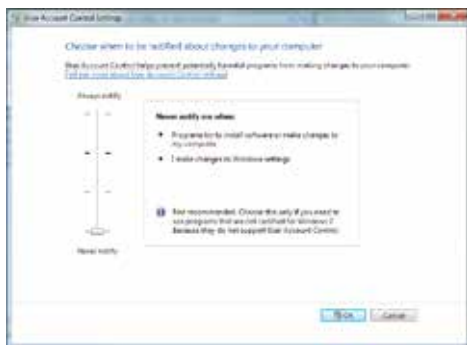 User Account Control Settings
Choose when to be notified about changes to your computer
User Account Control helps prevent potentially harmful programs from making changes to your computer.
Tell me more about User Account Control settings
Always notify
Never notify me when:
• Programs try to install software or make changes to
my computer
• I make changes to Windows settings
Not recommended. Choose this only if you need to
use programs that are not certified for Windows 7
because they do not support User Account Control.
Never notify
OK
Cancel